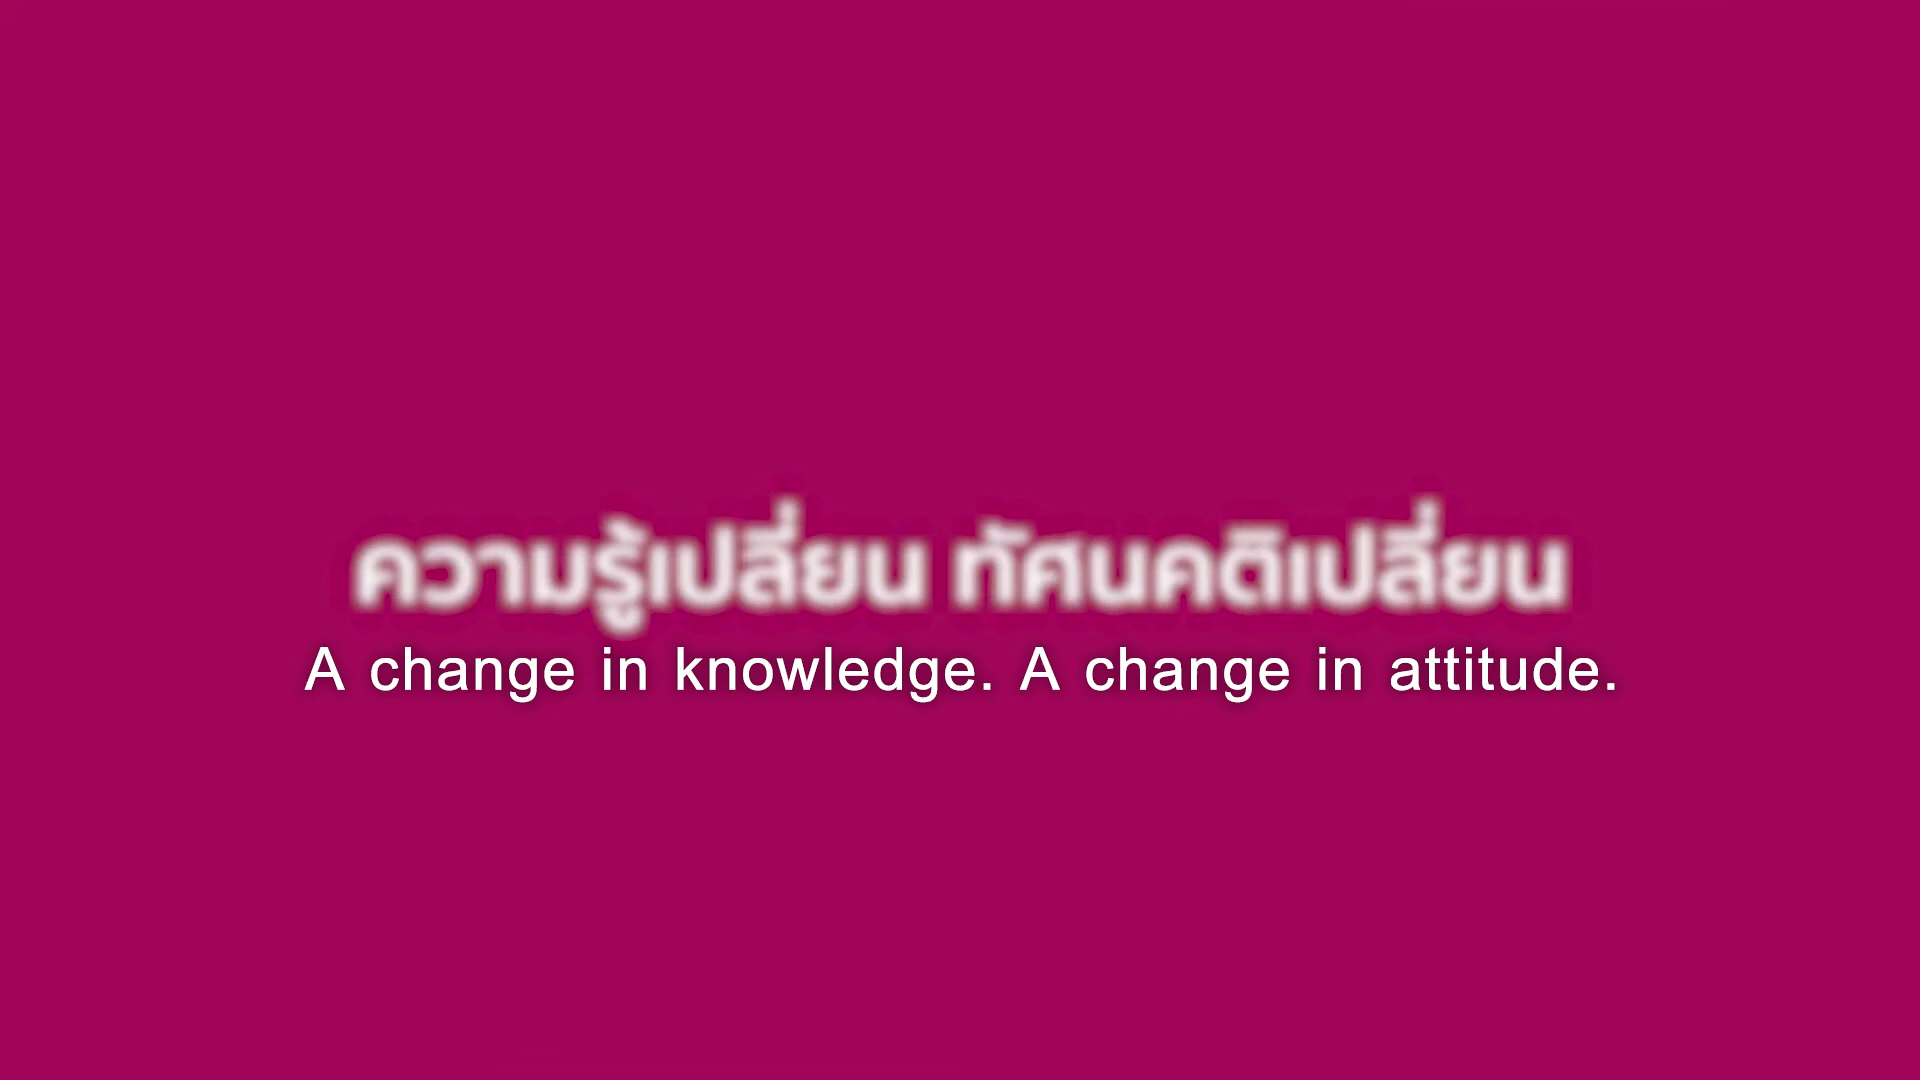 ความรู้เปลี่ยน ทัศนคติเปลี่ยน
A change in knowledge. A change in attitude.